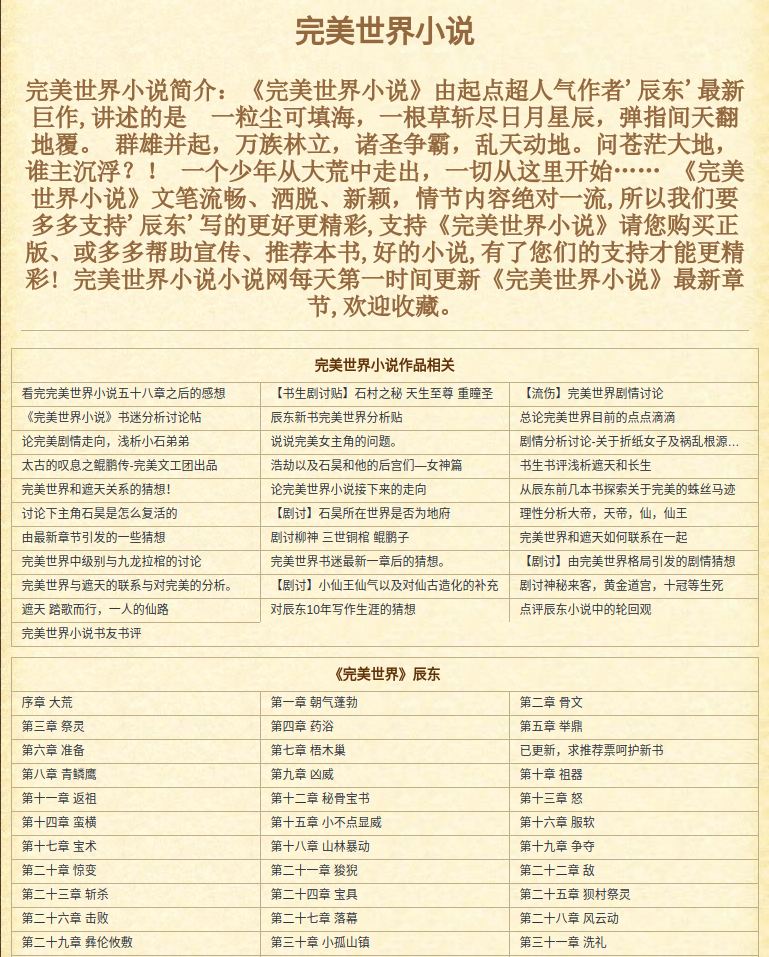 完美世界小说
完美世界小说简介：《完美世界小说》由起点超人气作者'辰东'最新
巨作,讲述的是　一粒尘可填海，一根草斩尽日月星辰，弹指间天翻
地覆。 群雄并起，万族林立，诸圣争霸，乱天动地。问苍茫大地，
谁主沉浮？！ 一个少年从大荒中走出，一切从这里开始…… 《完美
世界小说》文笔流畅、洒脱、新颖，情节内容绝对一流,所以我们要
多多支持'辰东'写的更好更精彩,支持《完美世界小说》请您购买正
版、或多多帮助宣传、推荐本书,好的小说,有了您们的支持才能更精
彩! 完美世界小说小说网每天第一时间更新《完美世界小说》最新章
节,欢迎收藏。
完美世界小说作品相关
看完完美世界小说五十八章之后的感想 【书生剧讨贴】石村之秘 天生至尊 重瞳圣 【流伤】完美世界剧情讨论
《完美世界小说》书迷分析讨论帖 辰东新书完美世界分析贴 总论完美世界目前的点点滴滴
论完美剧情走向，浅析小石弟弟 说说完美女主角的问题。 剧情分析讨论-关于折纸女子及祸乱根源…
太古的叹息之鲲鹏传-完美文工团出品 浩劫以及石昊和他的后宫们—女神篇 书生书评浅析遮天和长生
完美世界和遮天关系的猜想！ 论完美世界小说接下来的走向 从辰东前几本书探索关于完美的蛛丝马迹
讨论下主角石昊是怎么复活的 【剧讨】石昊所在世界是否为地府 理性分析大帝，天帝，仙，仙王
由最新章节引发的一些猜想 剧讨柳神 三世铜棺 鲲鹏子 完美世界和遮天如何联系在一起
完美世界中级别与九龙拉棺的讨论 完美世界书迷最新一章后的猜想。 【剧讨】由完美世界格局引发的剧情猜想
完美世界与遮天的联系与对完美的分析。 【剧讨】小仙王仙气以及对仙古造化的补充 剧讨神秘来客，黄金道宫，十冠等生死
遮天 踏歌而行，一人的仙路 对辰东10年写作生涯的猜想 点评辰东小说中的轮回观
完美世界小说书友书评
《完美世界》辰东
序章 大荒 第一章 朝气蓬勃 第二章 骨文
第三章 祭灵 第四章 药浴 第五章 举鼎
第六章 准备 第七章 梧木巢 已更新，求推荐票呵护新书
第八章 青鳞鹰 第九章 凶威 第十章 祖器
第十一章 返祖 第十二章 秘骨宝书 第十三章 怒
第十四章 蛮横 第十五章 小不点显威 第十六章 服软
第十七章 宝术 第十八章 山林暴动 第十九章 争夺
第二十章 惊变 第二十一章 狻猊 第二十二章 敌
第二十三章 斩杀 第二十四章 宝具 第二十五章 狈村祭灵
第二十六章 击败 第二十七章 落幕 第二十八章 风云动
第二十九章 彝伦攸敷 第三十章 小孤山镇 第三十一章 洗礼